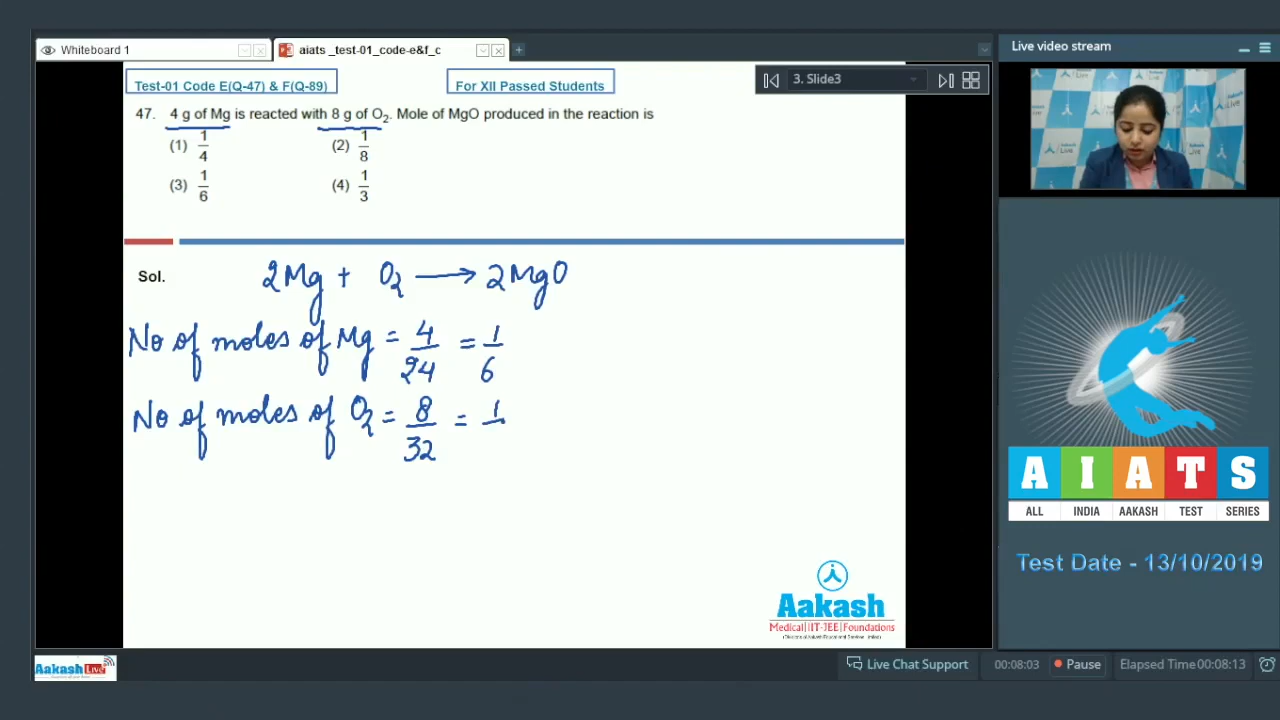 Whiteboard 1
aiats _test-01_code-e&f_c
Live video stream
Test-01 Code E(Q-47) & F(Q-89)
For XII Passed Students
3. Slide3
47. 4 g of Mg is reacted with 8 g of O2. Mole of MgO produced in the reaction is
(1) 1/4 (2) 1/8
(3) 1/6 (4) 1/3
Sol. 2Mg + O2 → 2MgO
No of moles of Mg = 4/24 = 1/6
No of moles of O2 = 8/32 = 1
A I A T S
ALL INDIA AAKASH TEST SERIES
Test Date - 13/10/2019
Aakash
Medical|IIT-JEE|Foundations
Aakash Live
Live Chat Support
00:08:03
Pause
Elapsed Time 00:08:13